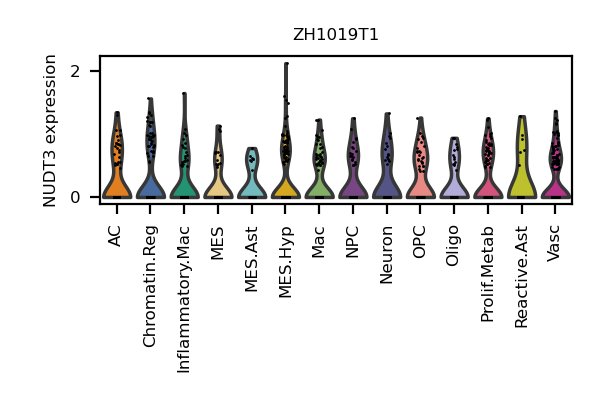 ZH1019T1
NUDT3 expression
2
0
AC
Chromatin.Reg
Inflammatory.Mac
MES
MES.Ast
MES.Hyp
Mac
NPC
Neuron
OPC
Oligo
Prolif.Metab
Reactive.Ast
Vasc